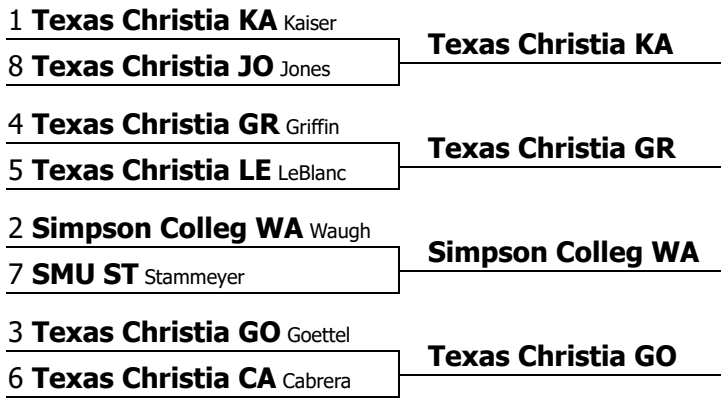 1 Texas Christia KA Kaiser
Texas Christia KA
8 Texas Christia JO Jones
4 Texas Christia GR Griffin
Texas Christia GR
5 Texas Christia LE LeBlanc
2 Simpson Colleg WA Waugh
Simpson Colleg WA
7 SMU ST Stammeyer
3 Texas Christia GO Goettel
Texas Christia GO
6 Texas Christia CA Cabrera